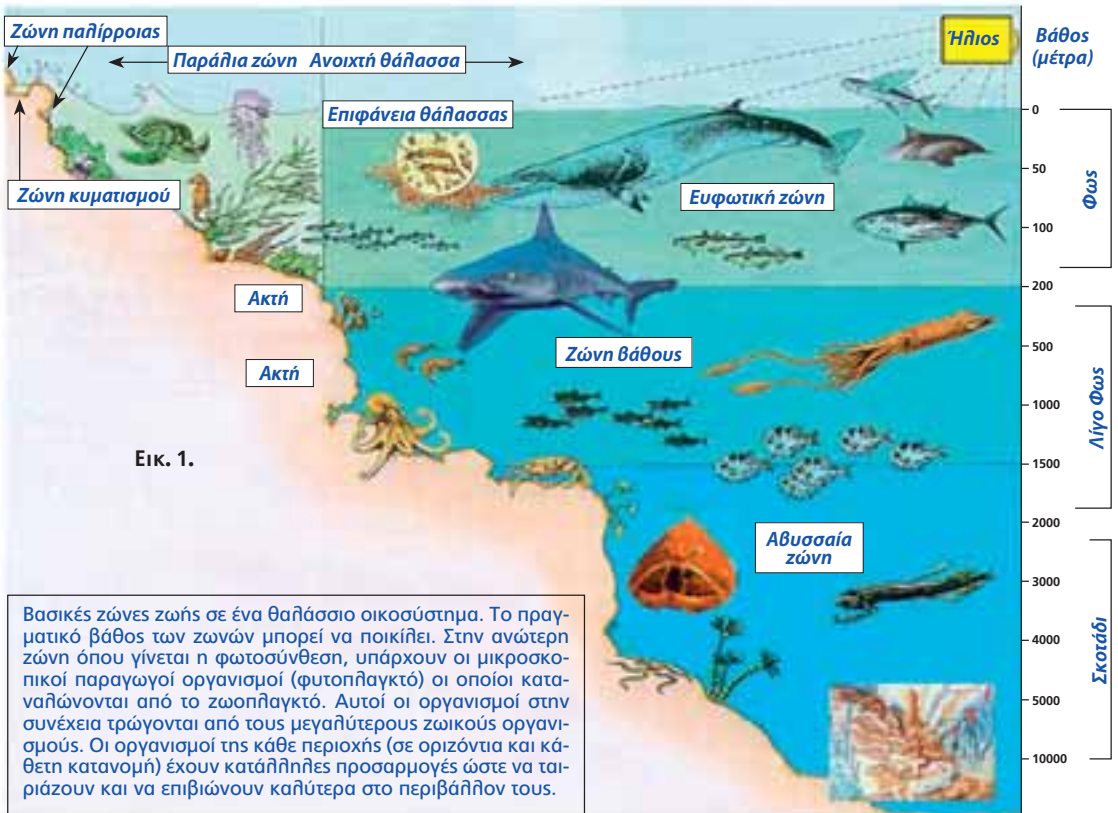 Ζώνη παλίρροιας
Παράλια ζώνη Ανοιχτή θάλασσα
Ήλιος
Βάθος
(μέτρα)
Επιφάνεια θάλασσας
Ζώνη κυματισμού
Ευφωτική ζώνη
0
50
100
200
500
1000
1500
2000
3000
4000
5000
10000
Φως
Λίγο Φως
Σκοτάδι
Ακτή
Ακτή
Ζώνη βάθους
Εικ. 1.
Αβυσσαία
ζώνη
Βασικές ζώνες ζωής σε ένα θαλάσσιο οικοσύστημα. Το πραγ-
ματικό βάθος των ζωνών μπορεί να ποικίλει. Στην ανώτερη
ζώνη όπου γίνεται η φωτοσύνθεση, υπάρχουν οι μικροσκο-
πικοί παραγωγοί οργανισμοί (φυτοπλαγκτό) οι οποίοι κατα-
ναλώνονται από το ζωοπλαγκτό. Αυτοί οι οργανισμοί στην
συνέχεια τρώγονται από τους μεγαλύτερους ζωικούς οργανι-
σμούς. Οι οργανισμοί της κάθε περιοχής (σε οριζόντια και κά-
θετη κατανομή) έχουν κατάλληλες προσαρμογές ώστε να ται-
ριάζουν και να επιβιώνουν καλύτερα στο περιβάλλον τους.